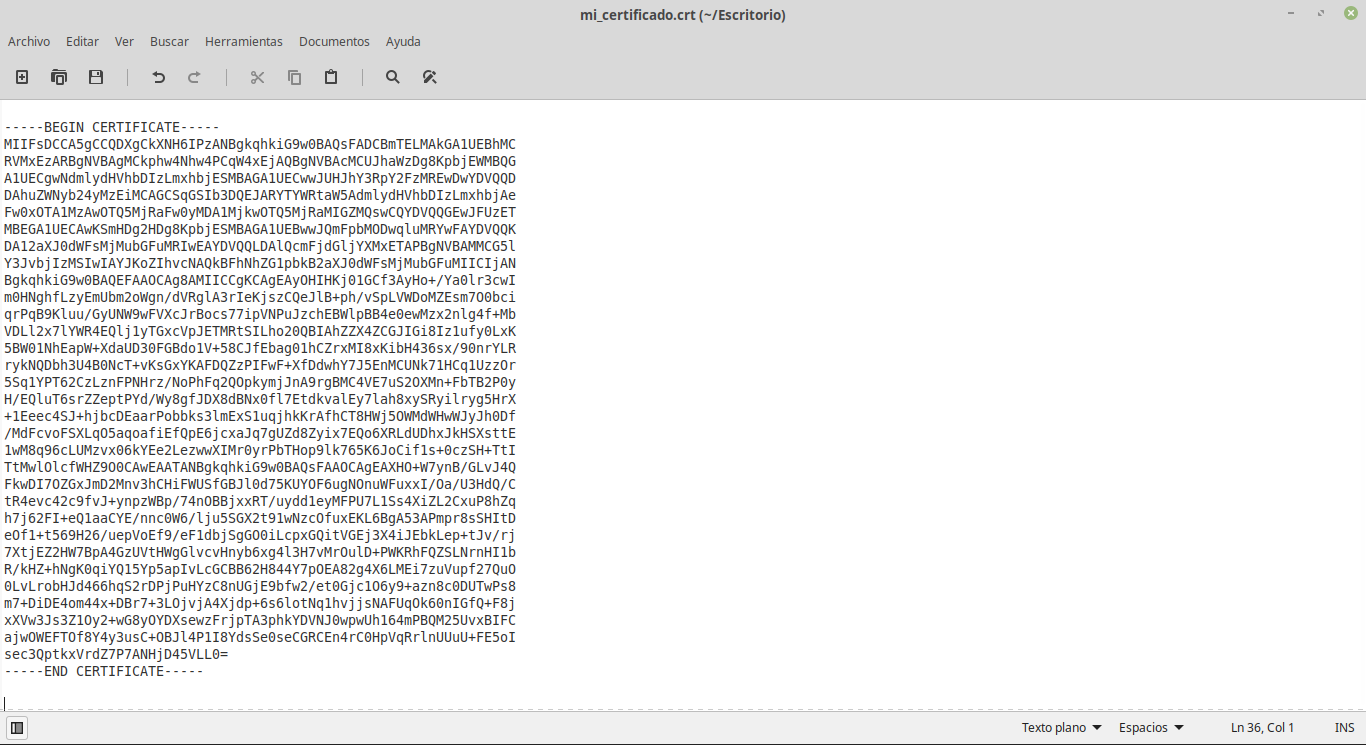 mi_certificado.crt (~/Escritorio)
Archivo Editar Ver Buscar Herramientas Documentos Ayuda
-----BEGIN CERTIFICATE-----
MIIFsDCCA5gCCQDXgCkXNH6IPzANBgkqhkiG9w0BAQsFADCBmTELMAkGA1UEBhMC
RVMxEzARBgNVBAgMCkphw4Nhw4PCqW4xEjAQBgNVBAcMCUJhaWzDg8KpbjEWMBQG
A1UECgwNdmlydHVhbDIzLmxhbjESMBAGA1UECwwJUHJhY3RpY2FzMREwDwYDVQQD
DAhuZWNyb24yMzEiMCAGCSqGSIb3DQEJARYTYWRtaW5AdmlydHVhbDIzLmxhbjAe
Fw0xOTA1MzAwOTQ5MjRaFw0yMDA1MjkwOTQ5MjRaMIGZMQswCQYDVQQGEwJFUzET
MBEGA1UECAwKSmHDg2HDg8KpbjESMBAGA1UEBwwJQmFpbMODwqluMRYwFAYDVQQK
DA12aXJ0dWFsMjMubGFuMRIwEAYDVQQLDAlQcmFjdGljYXMxETAPBgNVBAMMCG5l
Y3JvbjIzMSIwIAYJKoZIhvcNAQkBFhNhZG1pbkB2aXJ0dWFsMjMubGFuMIICIjAN
BgkqhkiG9w0BAQEFAAOCAg8AMIICCgKCAgEAyOHIHKj01GCf3AyHo+/Ya0lr3cwI
m0HNghfLzyEmUbm2oWgn/dVRglA3rIeKjszCQeJlB+ph/vSpLVWDoMZEsm7O0bci
qrPqB9Kluu/GyUNW9wFVXcJrBocs77ipVNPuJzchEBWlpBB4e0ewMzx2nlg4f+Mb
VDLl2x7lYWR4EQlj1yTGxcVpJETMRtSILho20QBIAhZZX4ZCGJIGi8Iz1ufy0LxK
5BW01NhEapW+XdaUD30FGBdo1V+58CJfEbag01hCZrxMI8xKibH436sx/90nrYLR
rykNQDbh3U4B0NcT+vKsGxYKAFDQZzPIFwF+XfDdwhY7J5EnMCUNk71HCq1UzzOr
5Sq1YPT62CzLznFPNHrz/NoPhFq2QOpkymjJnA9rgBMC4VE7uS2OXMn+FbTB2P0y
H/EQluT6srZZeptPYd/Wy8gfJDX8dBNx0fl7EtdkvalEy7lah8xySRyilryg5HrX
+1Eeec4SJ+hjbcDEaarPobbks3lmExS1uqjhkKrAfhCT8HWj5OWMdWHwWJyJh0Df
/MdFcvoFSXLqO5aqoafiEfQpE6jcxaJq7gUZd8Zyix7EQo6XRLdUDhxJkHSXsttE
1wM8q96cLUMzvx06kYEe2LezwwXIMr0yrPbTHop9lk765K6JoCif1s+0czSH+TtI
TtMwlOlcfWHZ9O0CAwEAATANBgkqhkiG9w0BAQsFAAOCAgEAXHO+W7ynB/GLvJ4Q
FkwDI7OZGxJmD2Mnv3hCHiFWUSfGBJl0d75KUYOF6ugNOnuWFuxxI/Oa/U3HdQ/C
tR4evc42c9fvJ+ynpzWBp/74nOBBjxxRT/uydd1eyMFPU7L1Ss4XiZL2CxuP8hZq
h7j62FI+eQ1aaCYE/nnc0W6/lju5SGX2t91wNzcOfuxEKL6BgA53APmpr8sSHItD
eOf1+t569H26/uepVoEf9/eF1dbjSgGO0iLcpxGQitVGEj3X4iJEbkLep+tJv/rj
7XtjEZ2HW7BpA4GzUVtHWgGlvcvHnyb6xg4l3H7vMrOulD+PWKRhFQZSLNrnHI1b
R/kHZ+hNgK0qiYQ15Yp5apIvLcGCBB62H844Y7pOEA82g4X6LMEi7zuVupf27QuO
0LvLrobHJd466hqS2rDPjPuHYzC8nUGjE9bfw2/et0Gjc1O6y9+azn8c0DUTwPs8
m7+DiDE4om44x+DBr7+3LOjvjA4Xjdp+6s6lotNq1hvjjsNAFUqOk60nIGfQ+F8j
xXVw3Js3Z1Oy2+wG8yOYDXsewzFrjpTA3phkYDVNJ0wpwUh164mPBQM25UvxBIFC
ajwOWEFTOf8Y4y3usC+OBJl4P1I8YdsSe0seCGRCEn4rC0HpVqRrlnUUuU+FE5oI
sec3QptkxVrdZ7P7ANHjD45VLL0=
-----END CERTIFICATE-----
Texto plano Espacios Ln 36, Col 1 INS